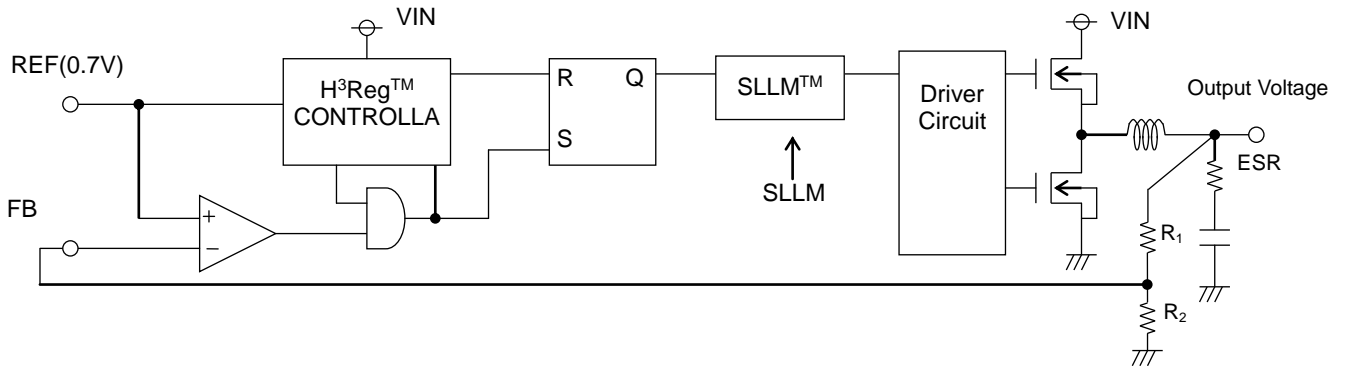 VIN
VIN
REF(0.7V)
H³Reg™
CONTROLLA
R
Q
S
SLLM™
SLLM
Driver
Circuit
Output Voltage
ESR
FB
+
−
R₁
R₂